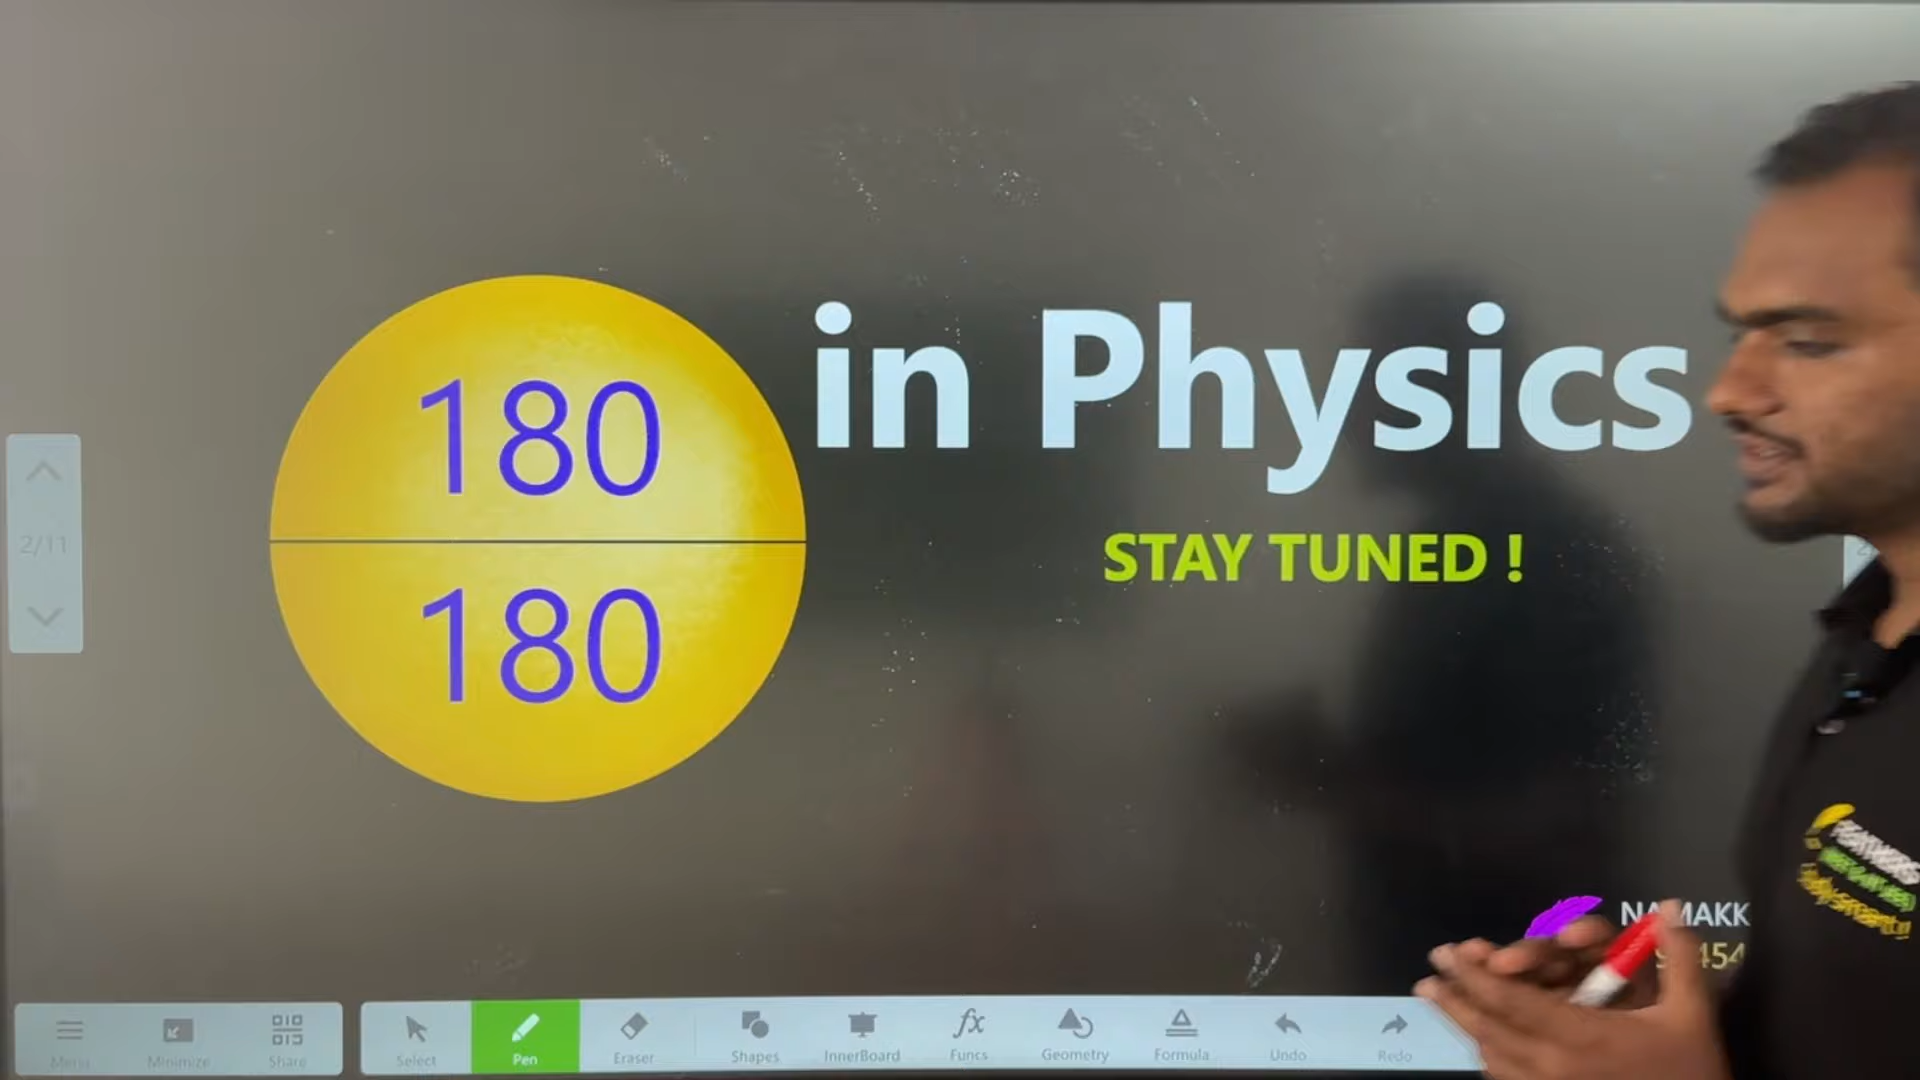 180
180
in Physics
STAY TUNED !
2/11
Menu
Minimize
Share
Select
Pen
Eraser
Shapes
InnerBoard
Funcs
Geometry
Formula
Undo
Redo